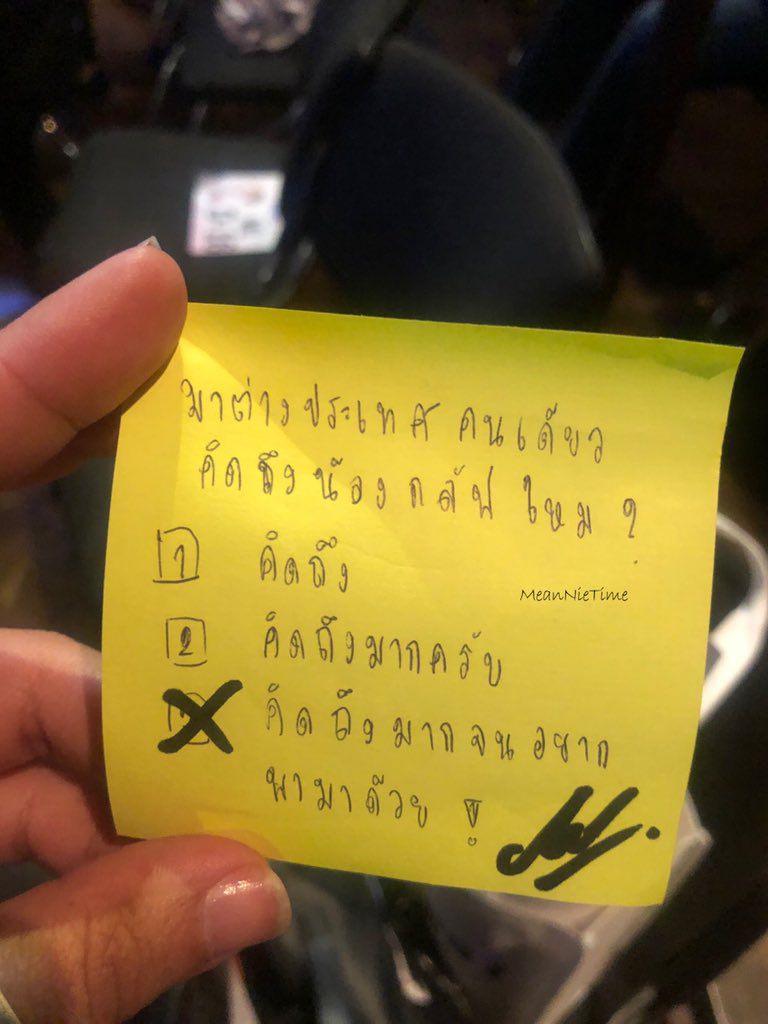 มาต่างประเทศ คนเดียว
คิดถึงน้องกลัฟ ไหม ?
1 คิดถึง
MeanNieTime
2 คิดถึงมากครับ
คิดถึงมากจนอยาก
พามาด้วย